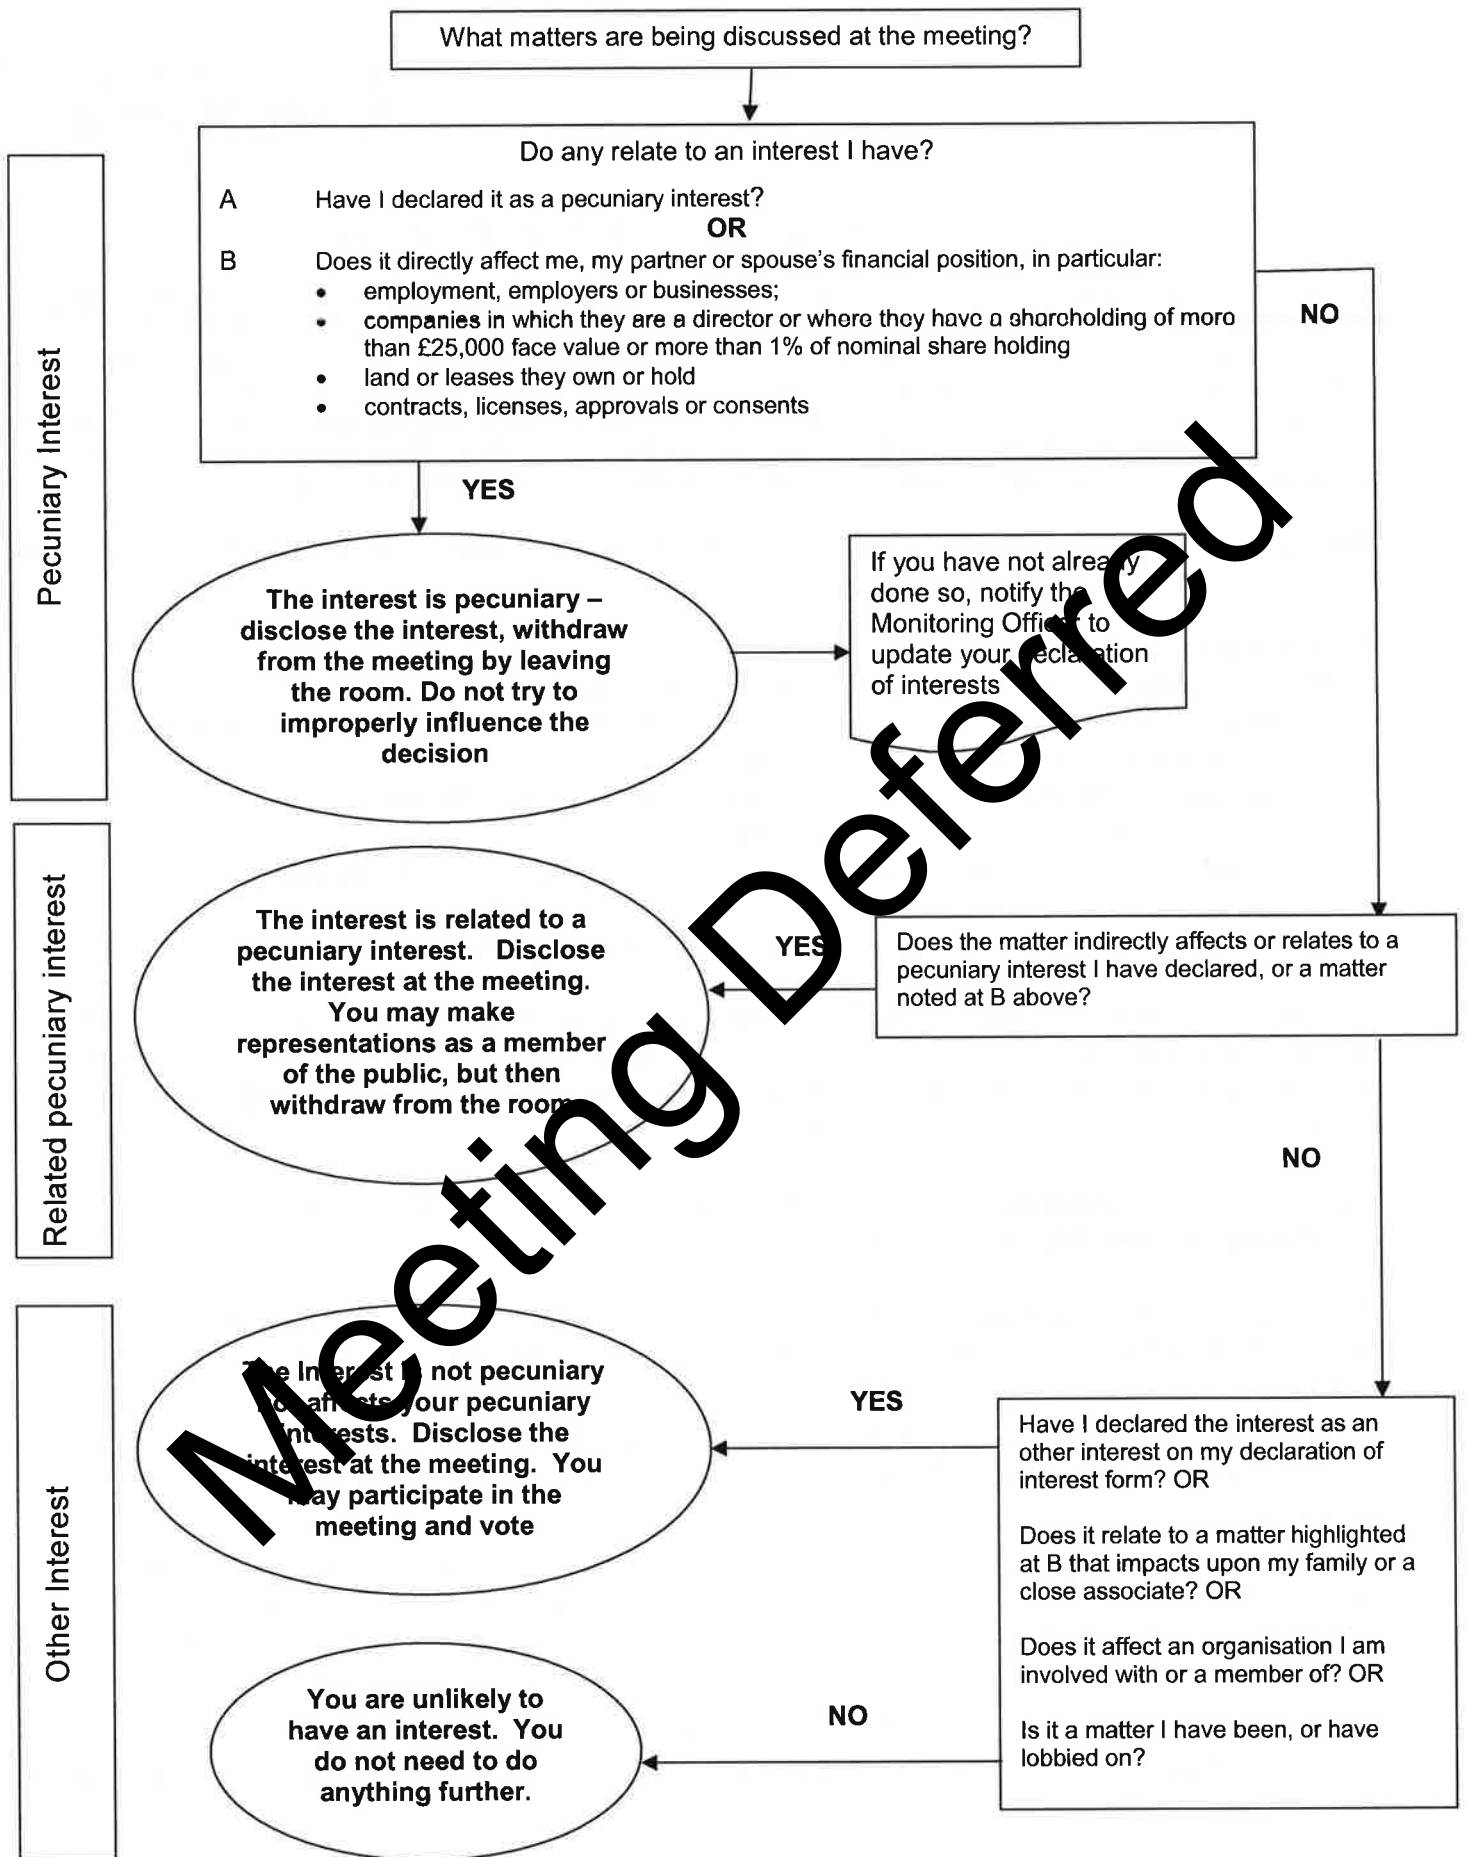 What matters are being discussed at the meeting?
Do any relate to an interest I have?
A Have I declared it as a pecuniary interest?
OR
B Does it directly affect me, my partner or spouse's financial position, in particular:
• employment, employers or businesses;
• companies in which they are a director or where they have a shareholding of more
than £25,000 face value or more than 1% of nominal share holding
• land or leases they own or hold
• contracts, licenses, approvals or consents
NO
YES
Pecuniary Interest
The interest is pecuniary –
disclose the interest, withdraw
from the meeting by leaving
the room. Do not try to
improperly influence the
decision
If you have not already
done so, notify the
Monitoring Officer to
update your declaration
of interests
Related pecuniary interest
The interest is related to a
pecuniary interest. Disclose
the interest at the meeting.
You may make
representations as a member
of the public, but then
withdraw from the room
YES
Does the matter indirectly affects or relates to a
pecuniary interest I have declared, or a matter
noted at B above?
NO
Other Interest
The Interest is not pecuniary
affects your pecuniary
interests. Disclose the
interest at the meeting. You
may participate in the
meeting and vote
YES
Have I declared the interest as an
other interest on my declaration of
interest form? OR
Does it relate to a matter highlighted
at B that impacts upon my family or a
close associate? OR
Does it affect an organisation I am
involved with or a member of? OR
Is it a matter I have been, or have
lobbied on?
NO
You are unlikely to
have an interest. You
do not need to do
anything further.
Meeting Deferred